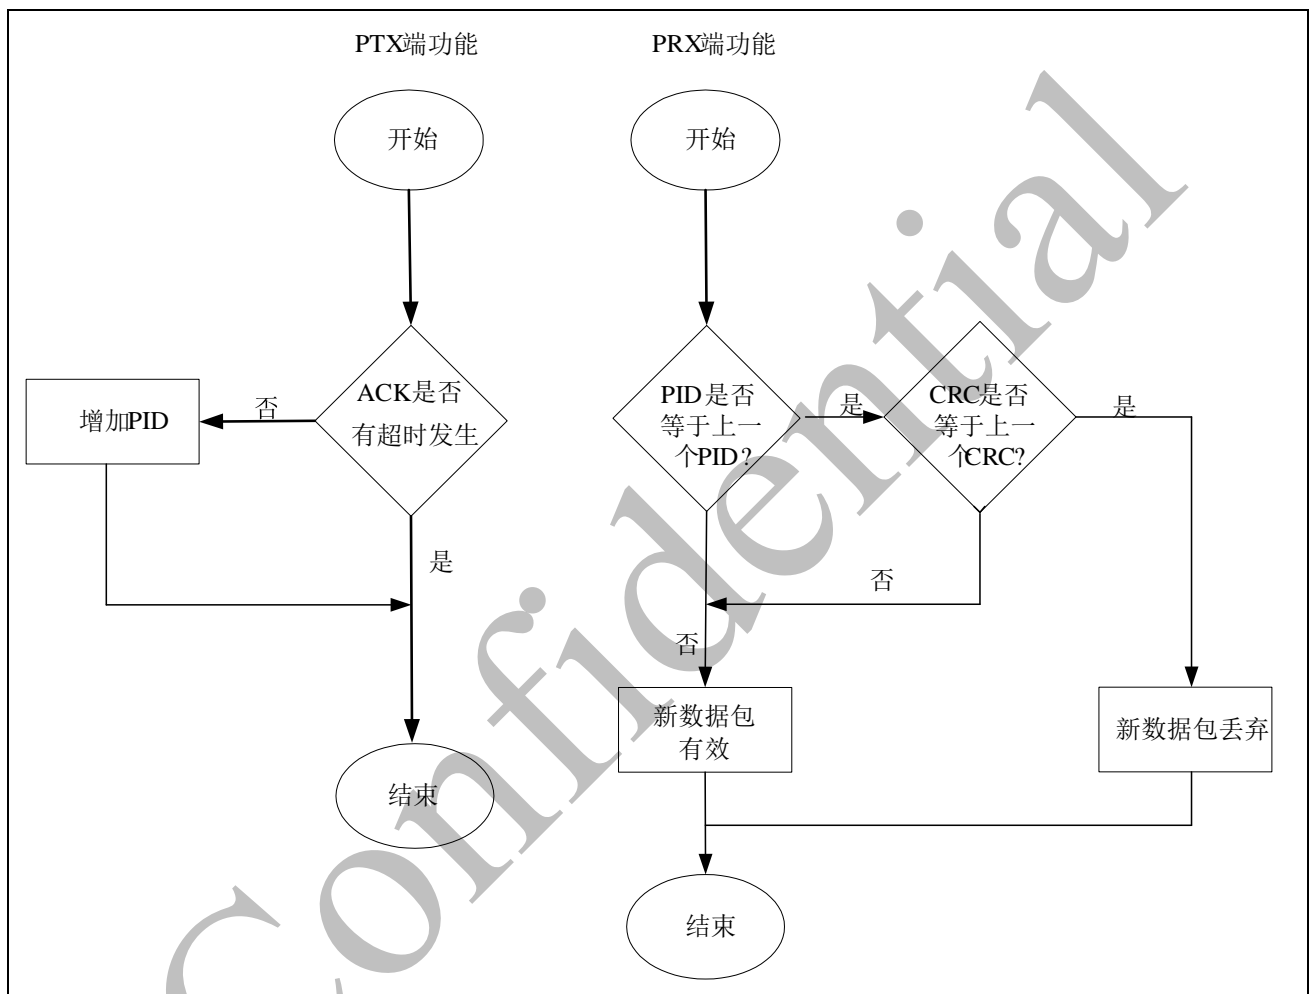 PTX端功能
PRX端功能
开始
开始
ACK是否
有超时发生
否
增加PID
是
结束
PID是否
等于上一
个PID?
是
CRC是否
等于上一
个CRC?
是
否
否
新数据包
有效
新数据包丢弃
结束
Confidential